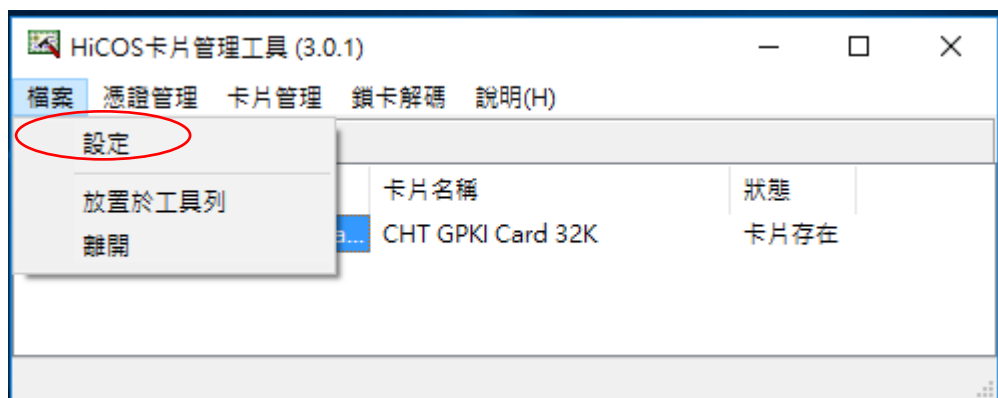 HiCOS卡片管理工具 (3.0.1)
檔案 憑證管理 卡片管理 鎖卡解碼 說明(H)
設定
放置於工具列
離開
卡片名稱 狀態
a... CHT GPKI Card 32K 卡片存在